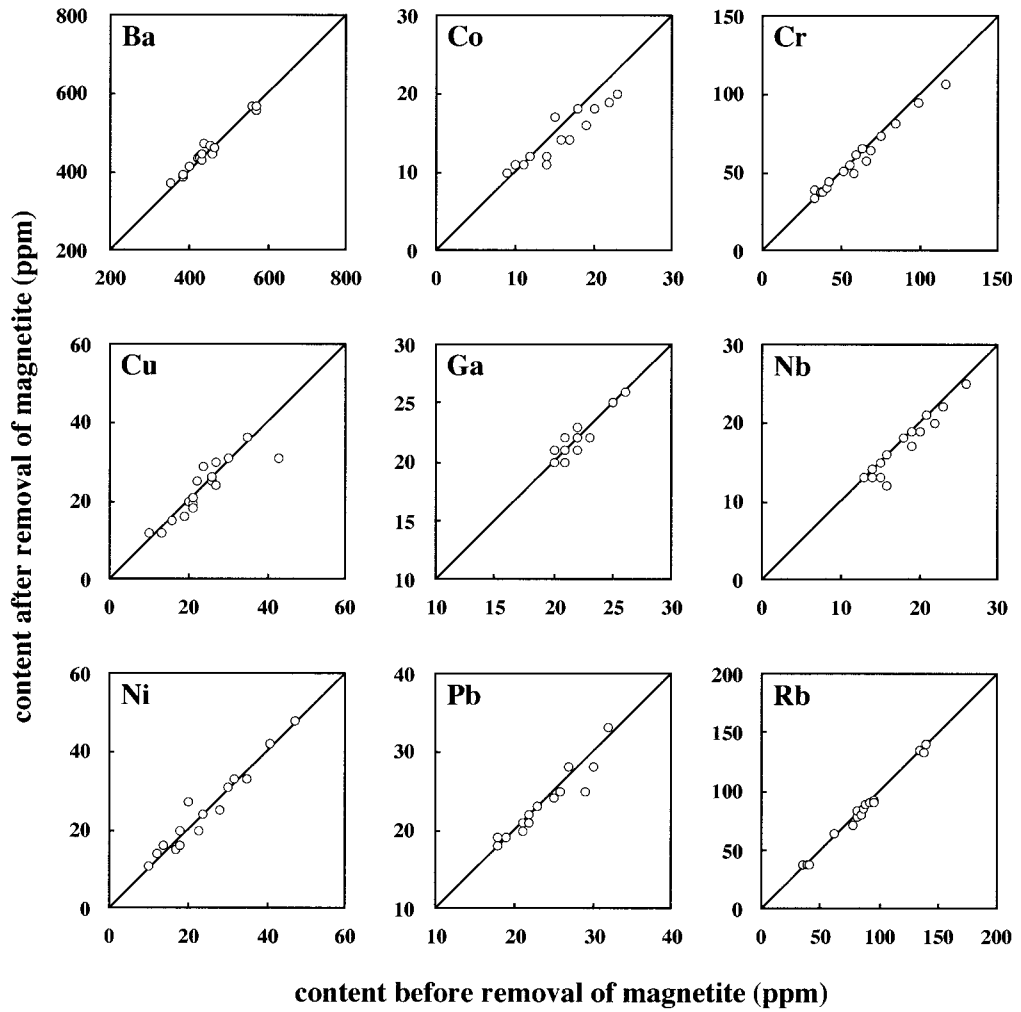 content after removal of magnetite (ppm)
Ba
800
600
400
200
200 400 600 800
Co
30
20
10
0
0 10 20 30
Cr
150
100
50
0
0 50 100 150
Cu
60
40
20
0
0 20 40 60
Ga
30
25
20
15
10
10 15 20 25 30
Nb
30
20
10
0
0 10 20 30
Ni
60
40
20
0
0 20 40 60
Pb
40
30
20
10
10 20 30 40
Rb
200
150
100
50
0
0 50 100 150 200
content before removal of magnetite (ppm)